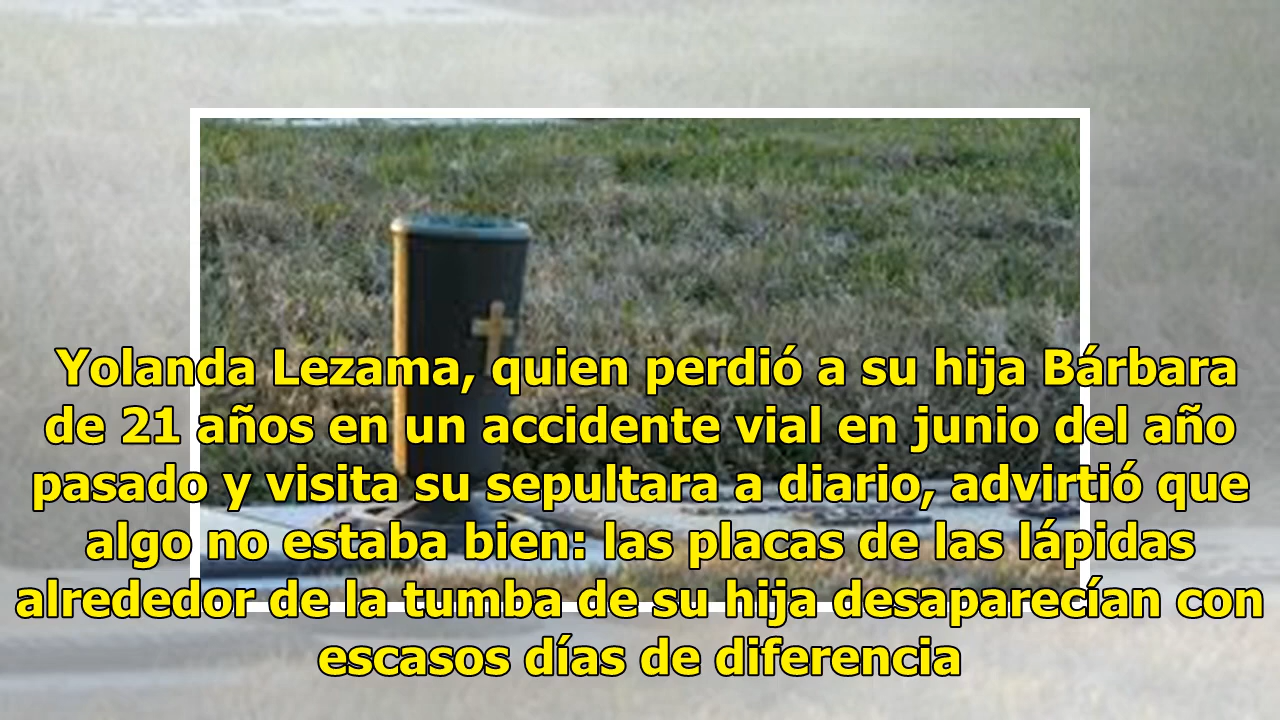 Yolanda Lezama, quien perdió a su hija Bárbara
de 21 años en un accidente vial en junio del año
pasado y visita su sepultara a diario, advirtió que
algo no estaba bien: las placas de las lápidas
alrededor de la tumba de su hija desaparecían con
escasos días de diferencia